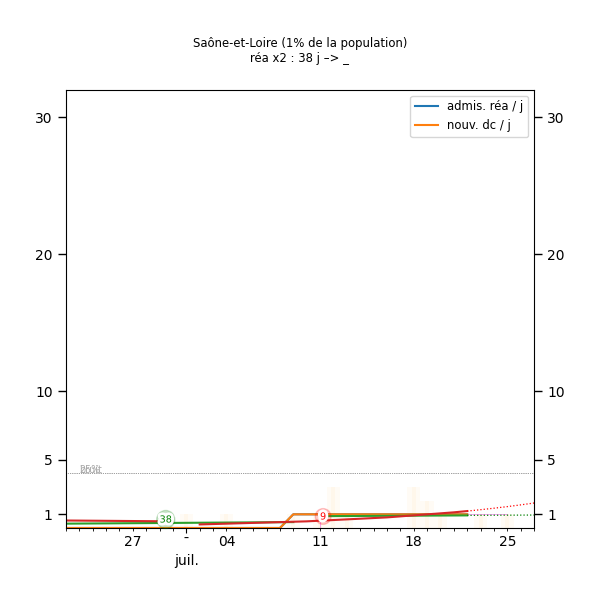 Saône-et-Loire (1% de la population)
réa x2 : 38 j –> _
admis. réa / j
nouv. dc / j
30 30
20 20
10 10
5 5
1 1
38
9
27 - 04 11 18 25
juil.